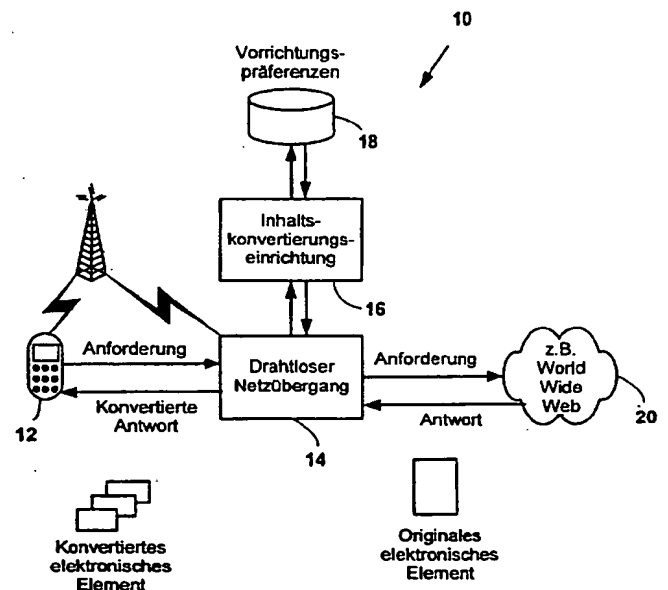 10
Vorrichtungs-
präferenzen
18
Inhalts-
konvertierungs-
einrichtung
16
Anforderung
Drahtloser
Netzübergang
Anforderung
z.B.
World
Wide
Web
12
Konvertierte
Antwort
14
Antwort
20
Konvertiertes
elektronisches
Element
Originales
elektronisches
Element